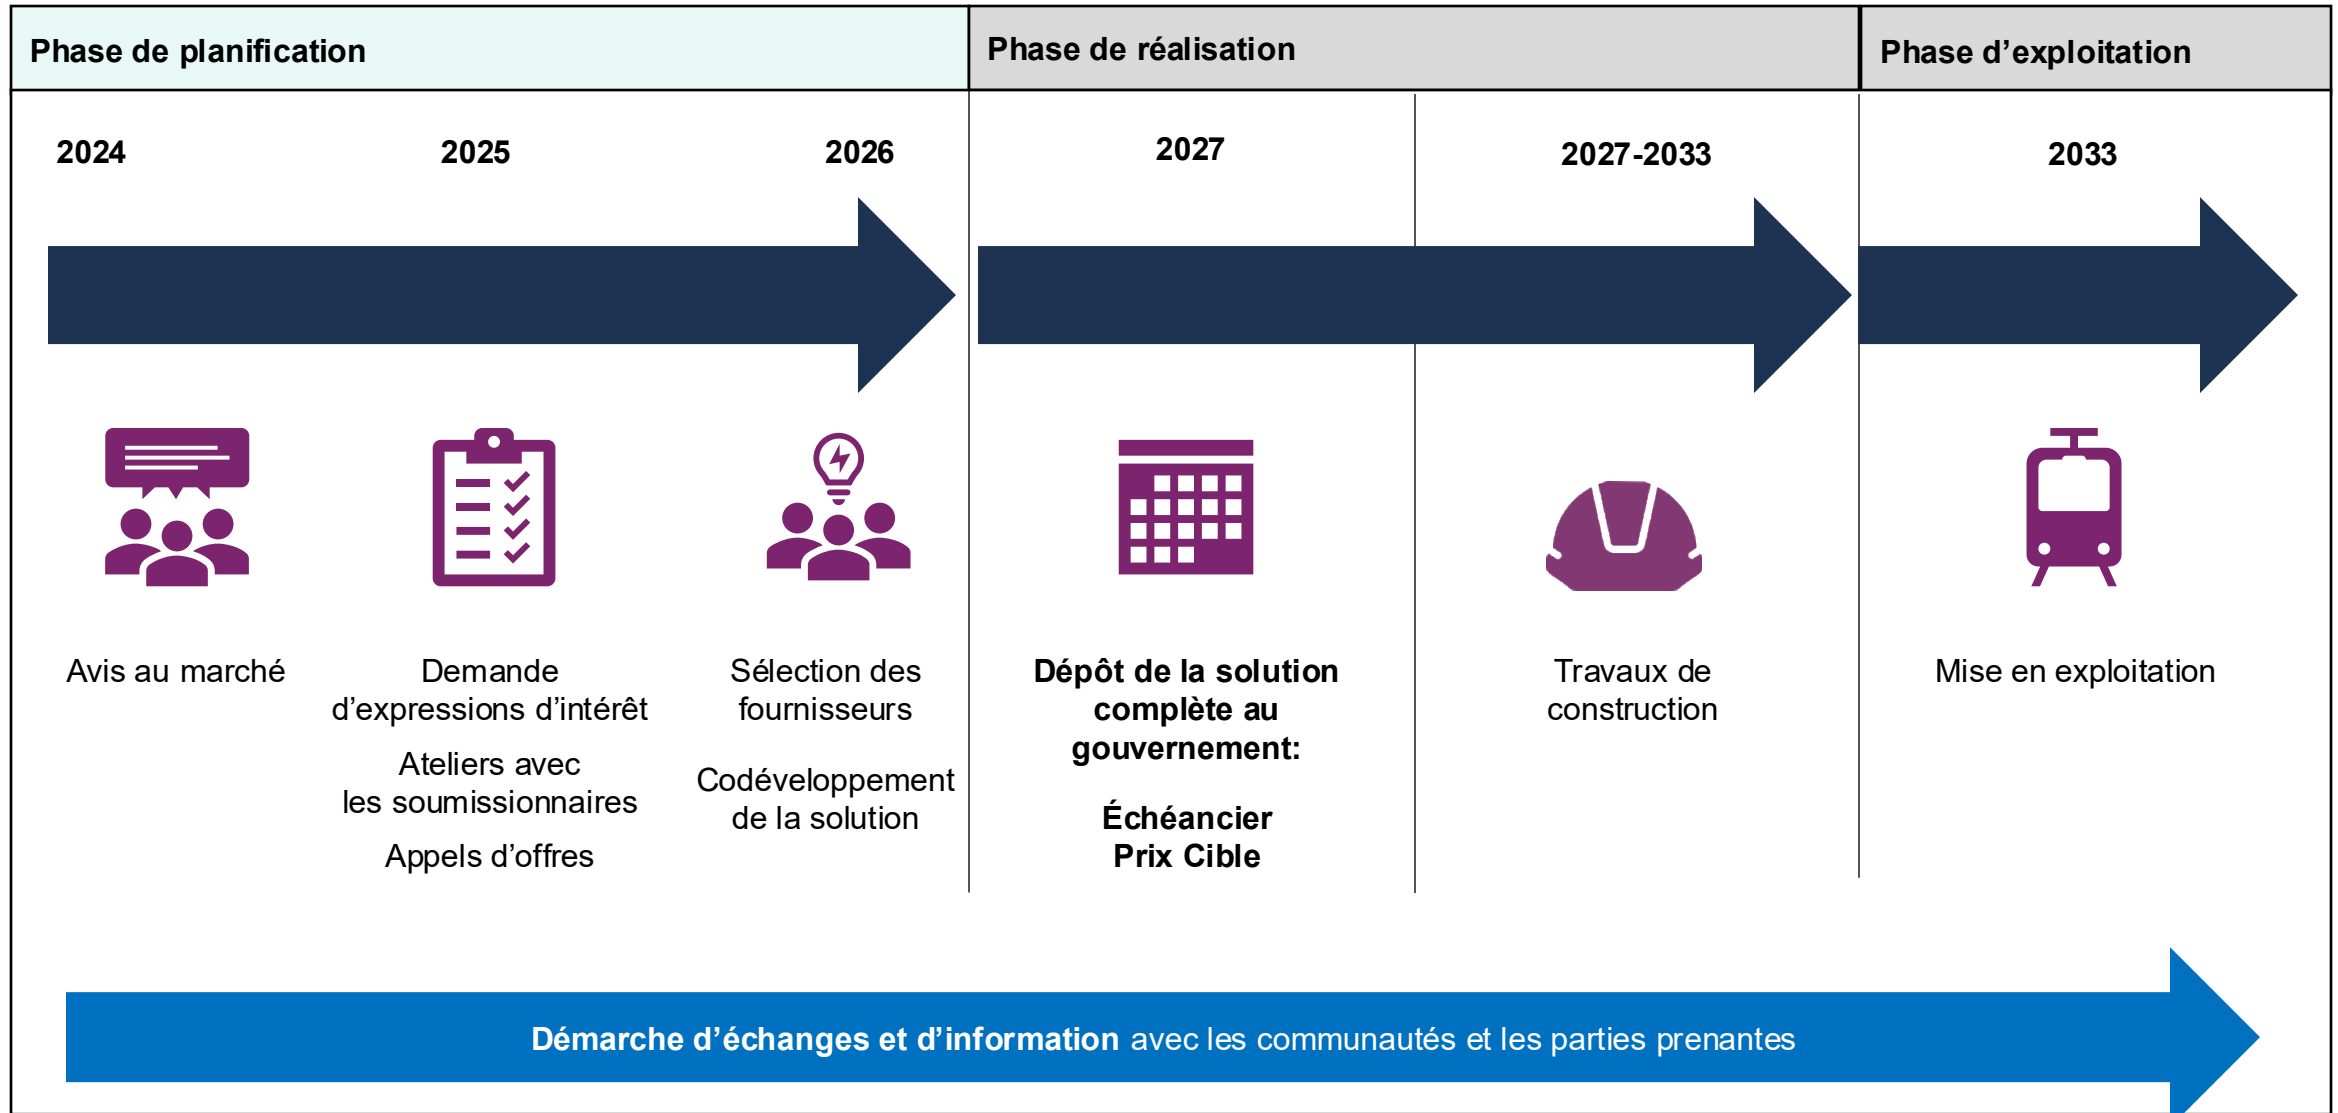 Phase de planification
Phase de réalisation
Phase d’exploitation
2024
2025
2026
2027
2027-2033
2033
Avis au marché
Demande
d’expressions d’intérêt
Ateliers avec
les soumissionnaires
Appels d’offres
Sélection des
fournisseurs
Codéveloppement
de la solution
Dépôt de la solution
complète au
gouvernement:
Échéancier
Prix Cible
Travaux de
construction
Mise en exploitation
Démarche d’échanges et d’information avec les communautés et les parties prenantes